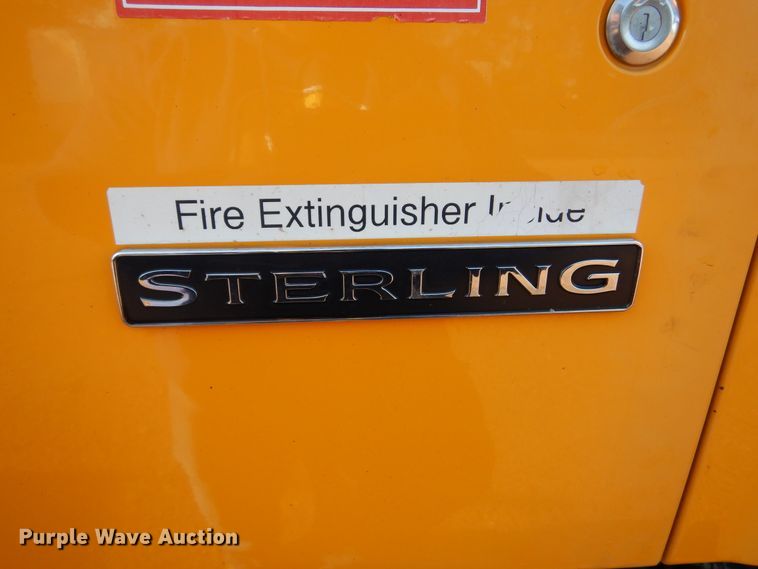 Fire Extinguisher
STERLING
Purple Wave Auction